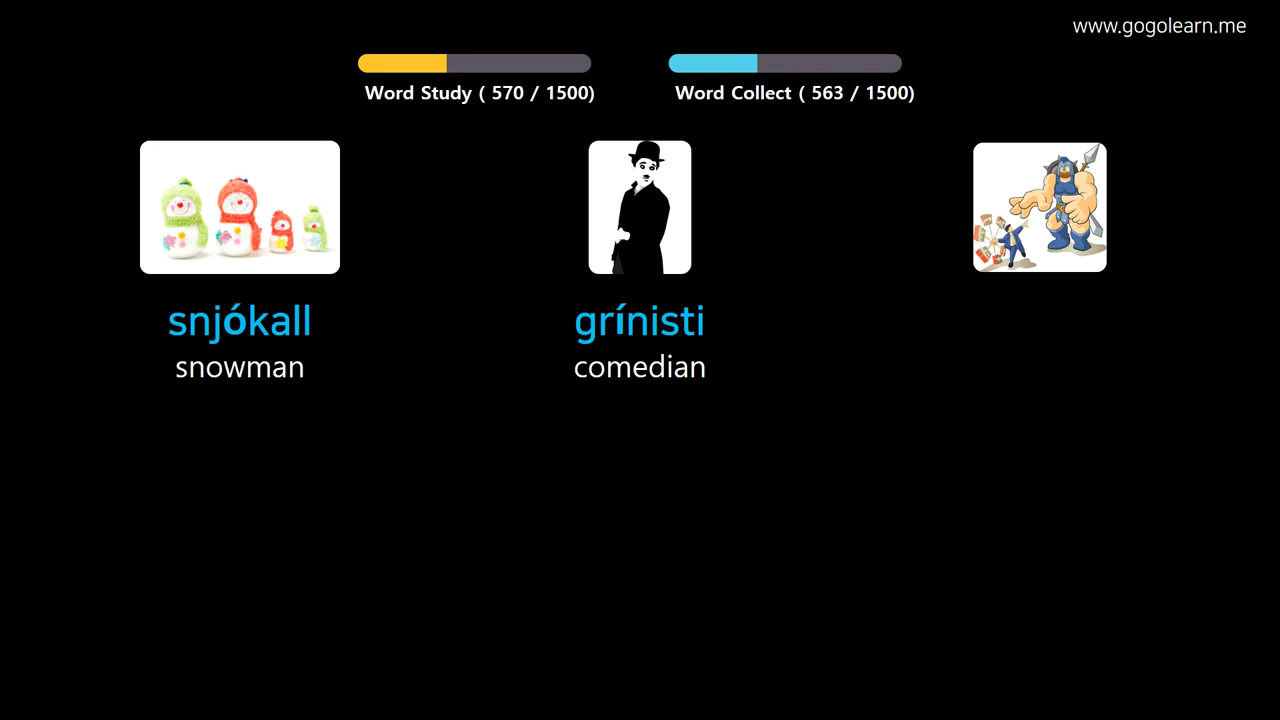 www.gogolearn.me
Word Study ( 570 / 1500)
Word Collect ( 563 / 1500)
snjókall
snowman
grínisti
comedian